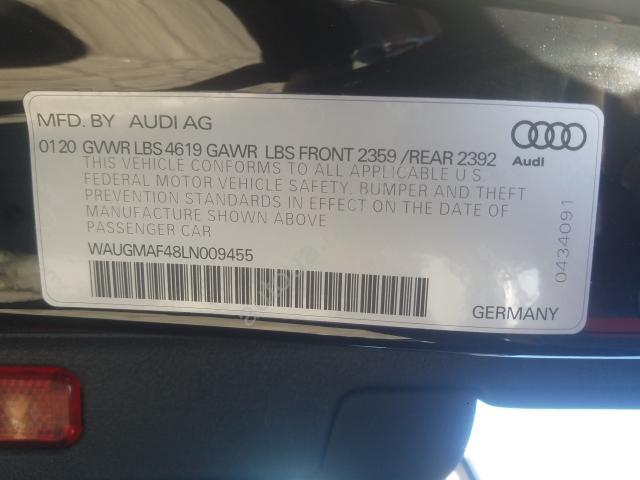 MFD. BY AUDI AG
0120 GVWR LBS 4619 GAWR LBS FRONT 2359 /REAR 2392
THIS VEHICLE CONFORMS TO ALL APPLICABLE U.S.
FEDERAL MOTOR VEHICLE SAFETY, BUMPER AND THEFT
PREVENTION STANDARDS IN EFFECT ON THE DATE OF
MANUFACTURE SHOWN ABOVE
PASSENGER CAR
WAUGMAF48LN009455
Audi
0434091
GERMANY